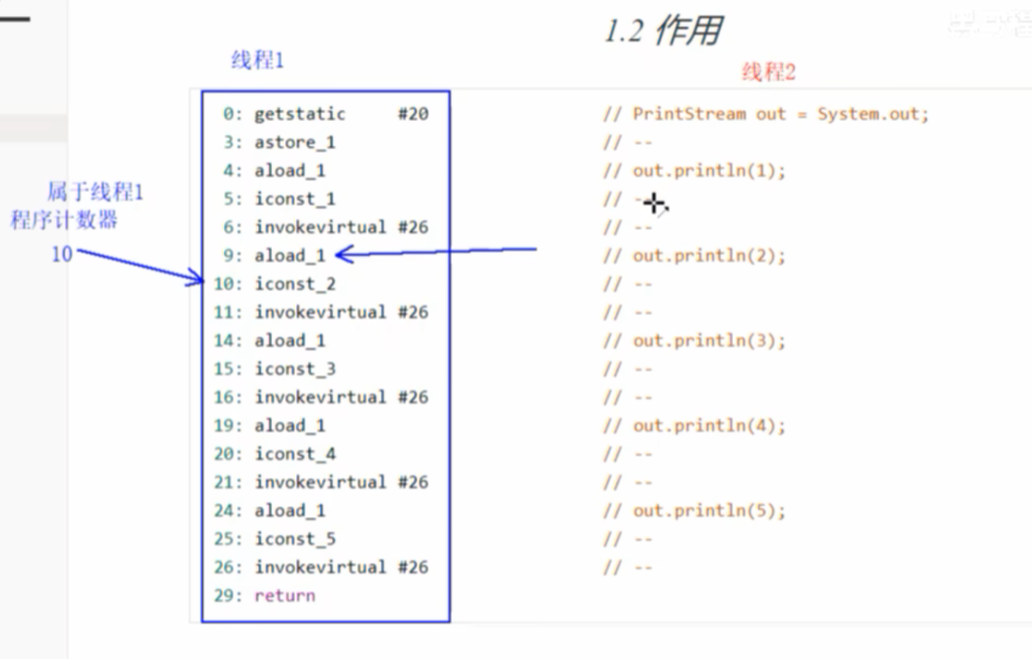 1.2 作用
线程1
线程2
0: getstatic #20 // PrintStream out = System.out;
3: astore_1 // --
4: aload_1 // out.println(1);
5: iconst_1 // -
6: invokevirtual #26 // --
9: aload_1 // out.println(2);
10: iconst_2 // --
11: invokevirtual #26 // --
14: aload_1 // out.println(3);
15: iconst_3 // --
16: invokevirtual #26 // --
19: aload_1 // out.println(4);
20: iconst_4 // --
21: invokevirtual #26 // --
24: aload_1 // out.println(5);
25: iconst_5 // --
26: invokevirtual #26 // --
29: return
属于线程1
程序计数器
10